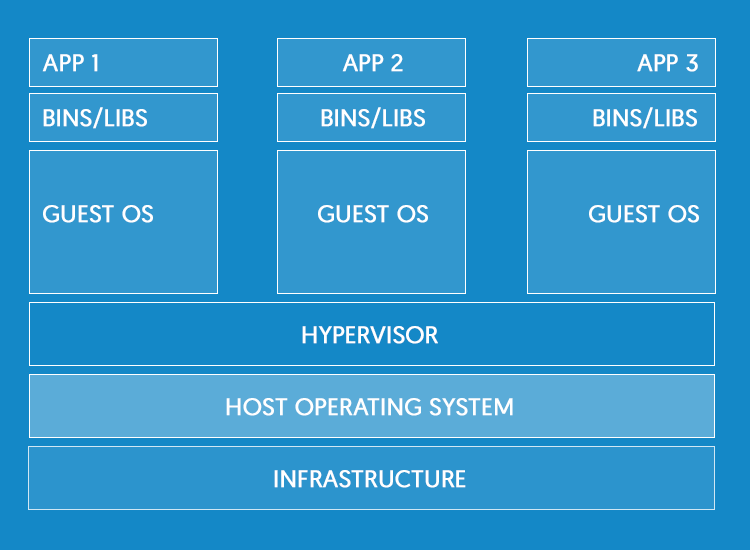 APP 1
APP 2
APP 3
BINS/LIBS
BINS/LIBS
BINS/LIBS
GUEST OS
GUEST OS
GUEST OS
HYPERVISOR
HOST OPERATING SYSTEM
INFRASTRUCTURE